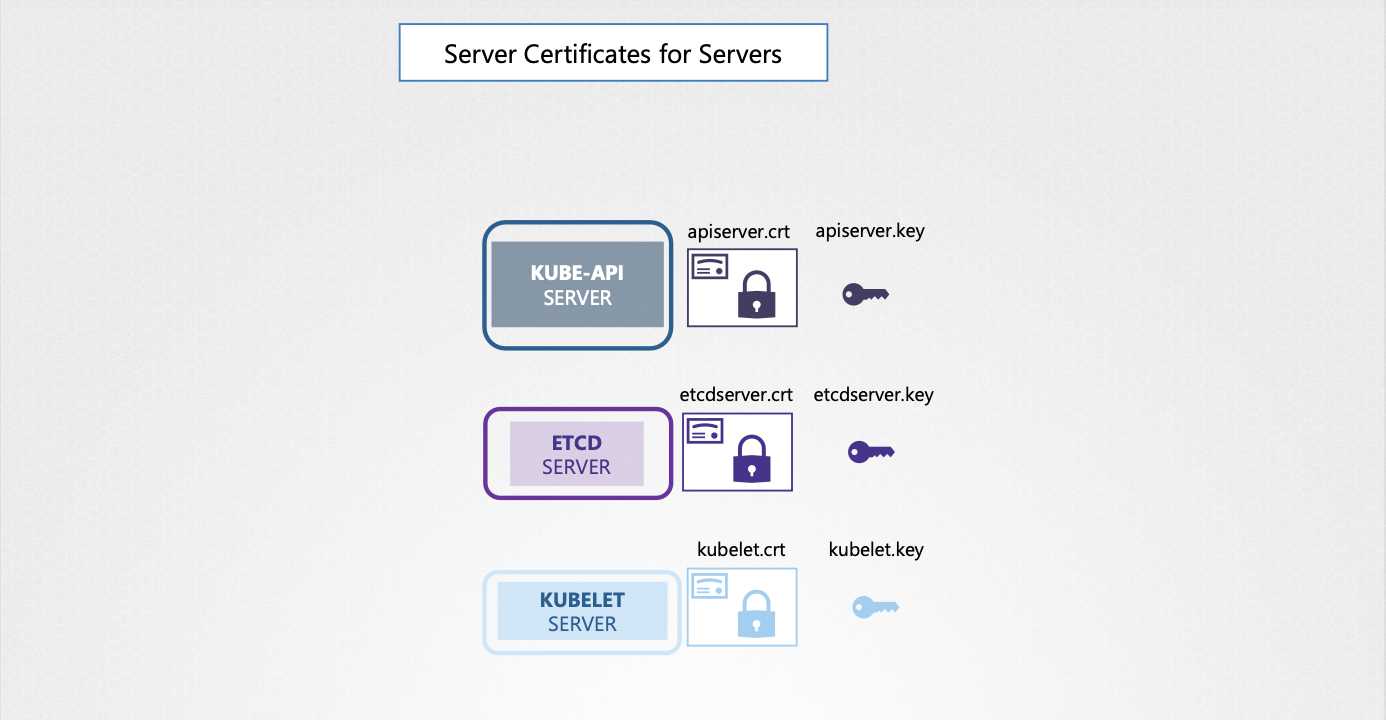 Server Certificates for Servers
apiserver.crt
apiserver.key
KUBE-API
SERVER
etcdserver.crt
etcdserver.key
ETCD
SERVER
kubelet.crt
kubelet.key
KUBELET
SERVER